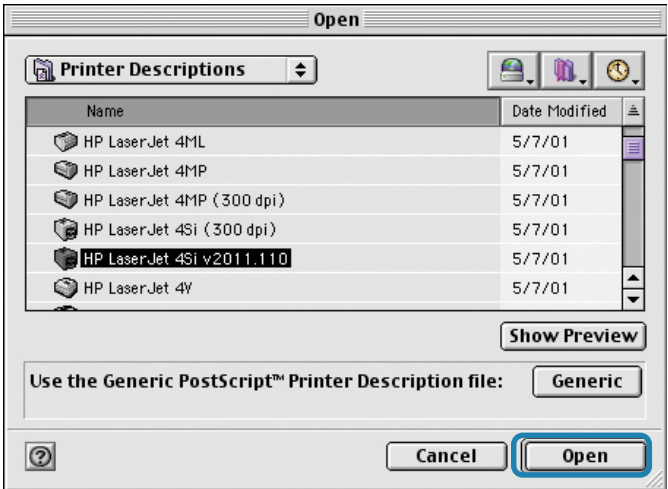 Open
Printer Descriptions
Name Date Modified
HP LaserJet 4ML 5/7/01
HP LaserJet 4MP 5/7/01
HP LaserJet 4MP (300 dpi) 5/7/01
HP LaserJet 4Si (300 dpi) 5/7/01
HP LaserJet 4Si v2011.110 5/7/01
HP LaserJet 4V 5/7/01
Show Preview
Use the Generic PostScript™ Printer Description file: Generic
? Cancel Open